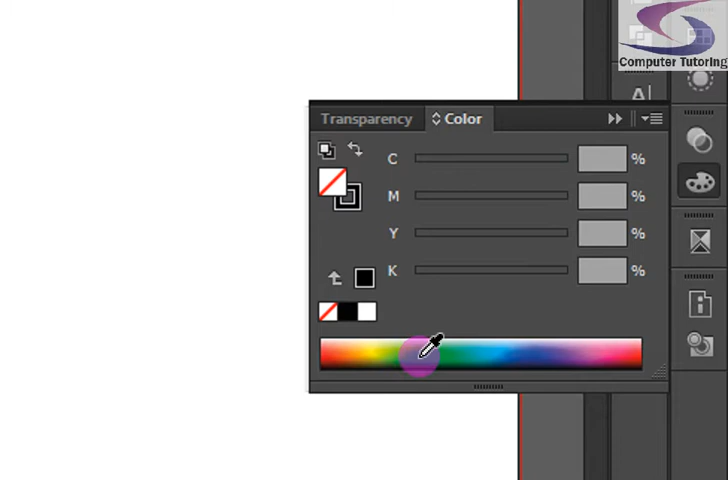 Computer Tutoring
A
Transparency
Color
C %
M %
Y %
K %